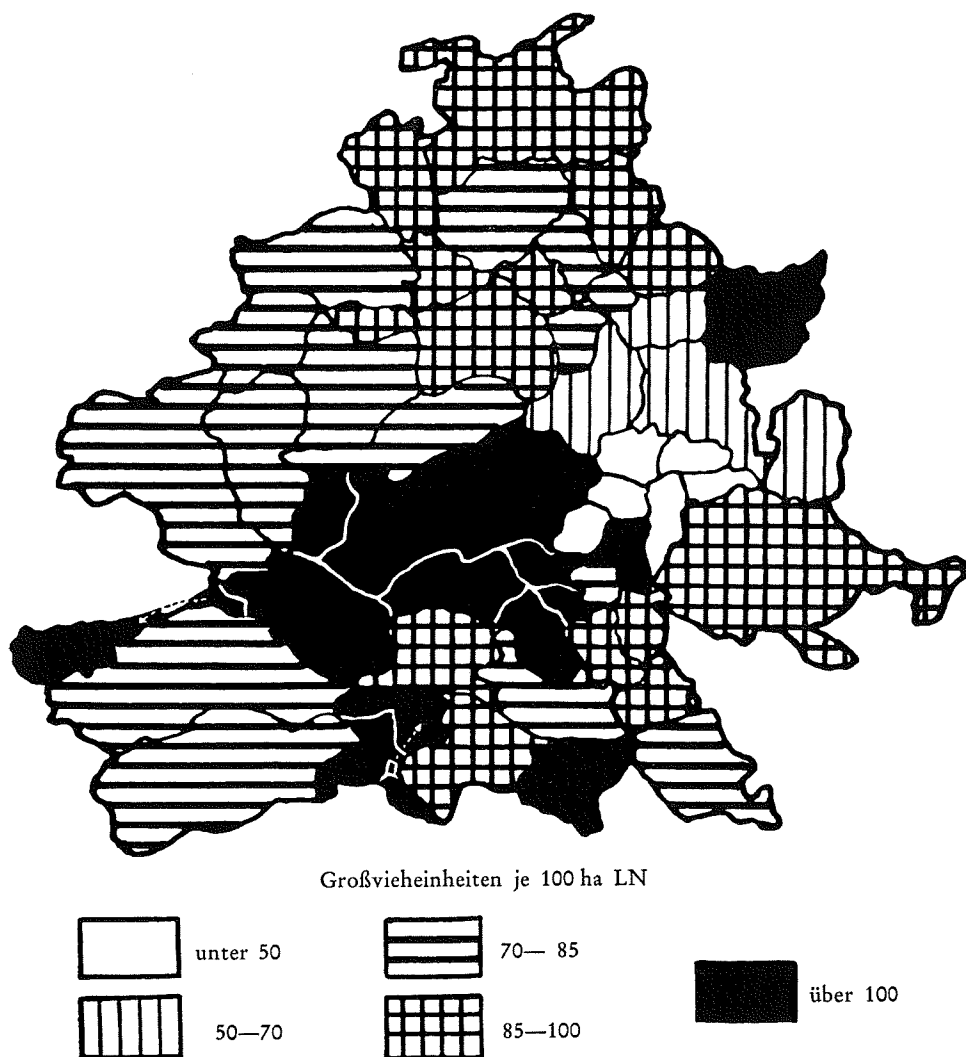 Großvieheinheiten je 100 ha LN
unter 50
70— 85
über 100
50—70
85—100